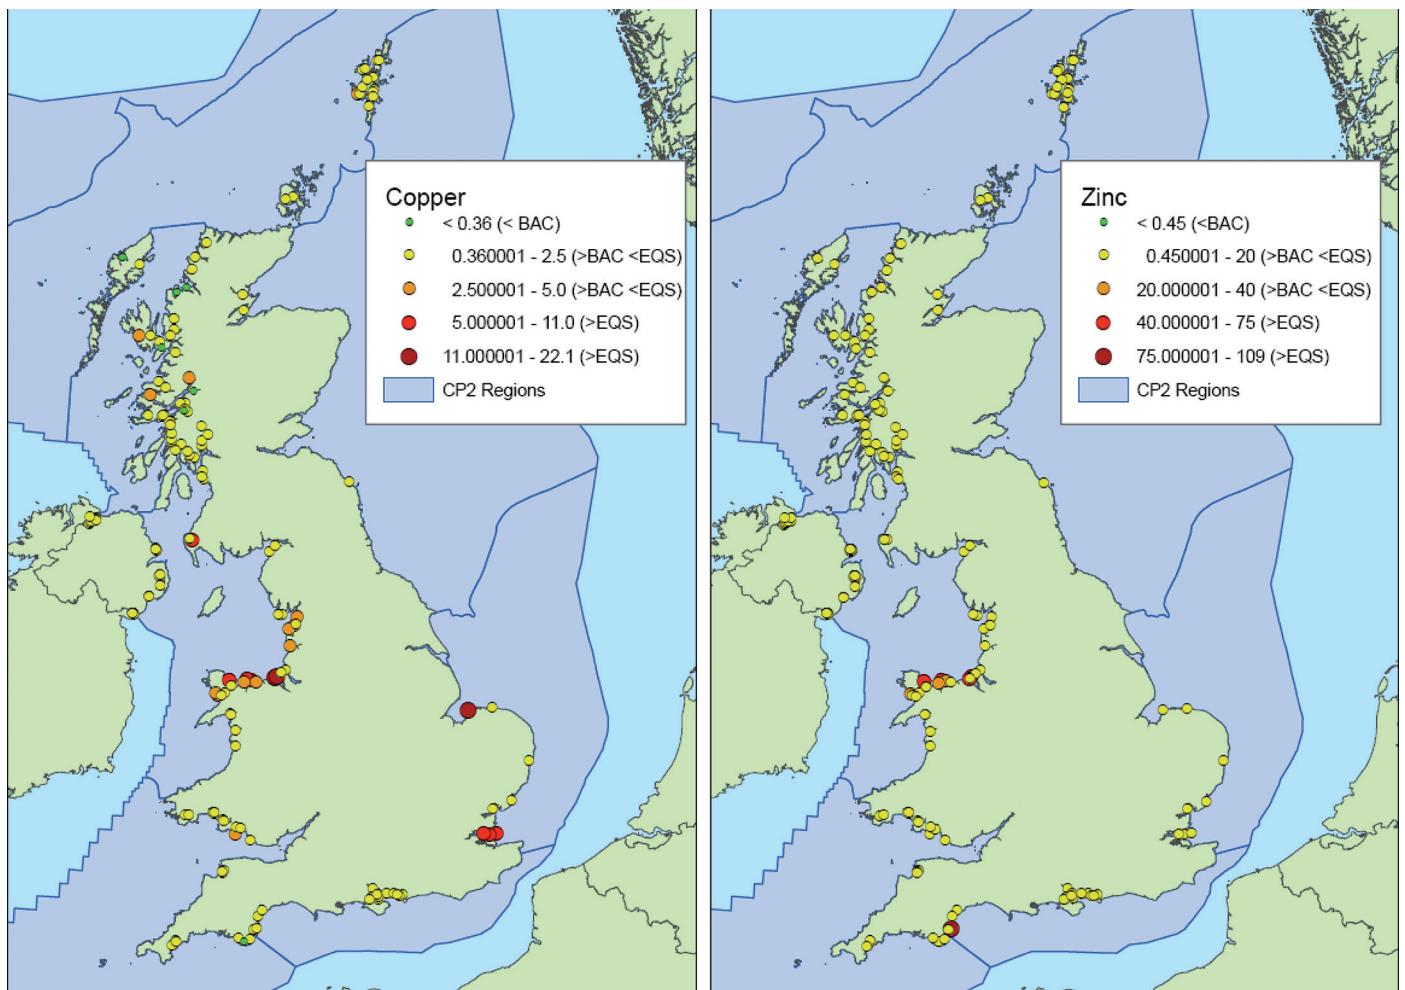 Copper
< 0.36 (< BAC)
0.360001 - 2.5 (>BAC <EQS)
2.500001 - 5.0 (>BAC <EQS)
5.000001 - 11.0 (>EQS)
11.000001 - 22.1 (>EQS)
CP2 Regions
Zinc
< 0.45 (<BAC)
0.450001 - 20 (>BAC <EQS)
20.000001 - 40 (>BAC <EQS)
40.000001 - 75 (>EQS)
75.000001 - 109 (>EQS)
CP2 Regions